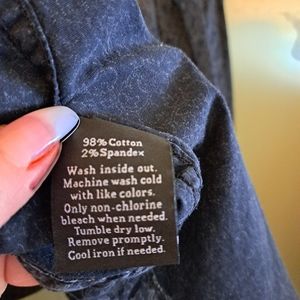 98% Cotton
2% Spandex
Wash inside out.
Machine wash cold
with like colors.
Only non-chlorine
bleach when needed.
Tumble dry low.
Remove promptly.
Cool iron if needed.